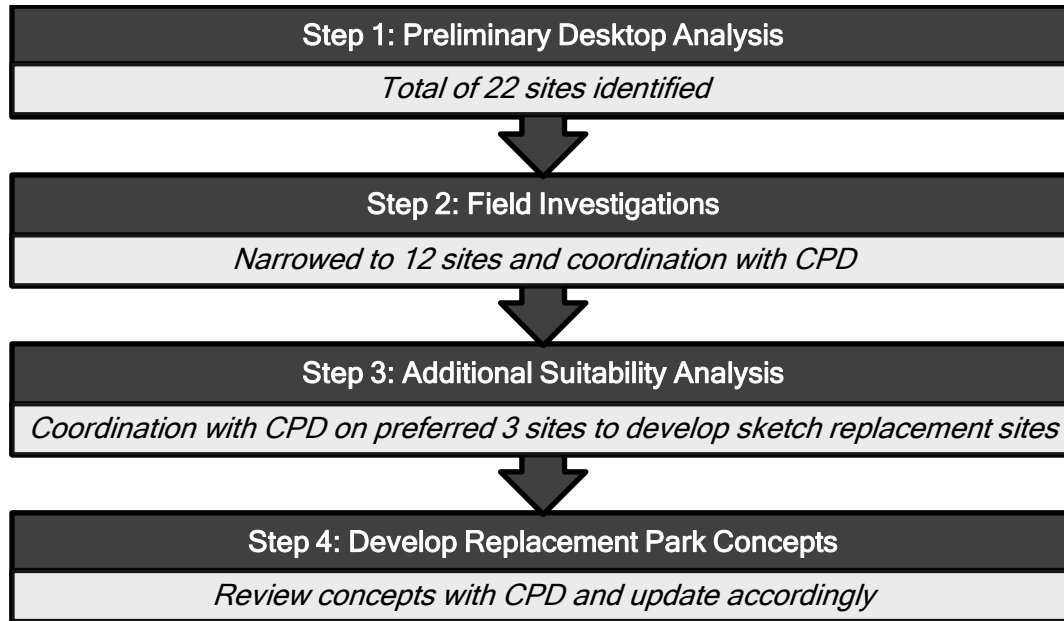 Step 1: Preliminary Desktop Analysis
Total of 22 sites identified
Step 2: Field Investigations
Narrowed to 12 sites and coordination with CPD
Step 3: Additional Suitability Analysis
Coordination with CPD on preferred 3 sites to develop sketch replacement sites
Step 4: Develop Replacement Park Concepts
Review concepts with CPD and update accordingly